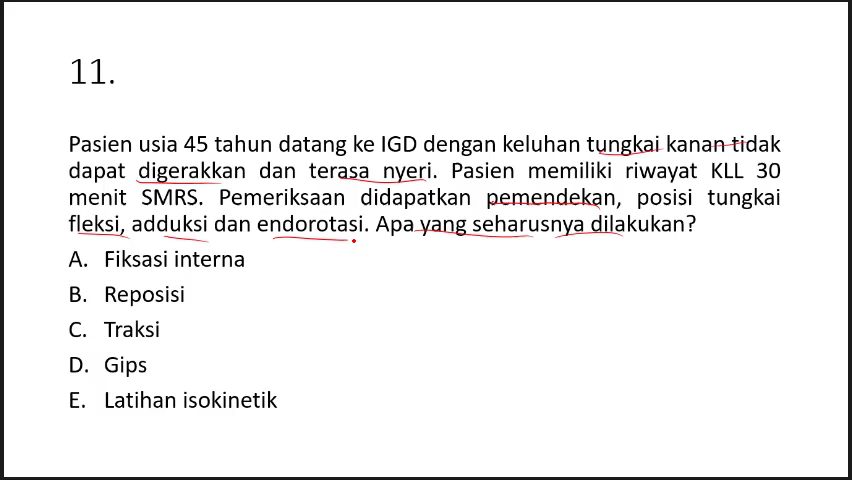 11.
Pasien usia 45 tahun datang ke IGD dengan keluhan tungkai kanan tidak
dapat digerakkan dan terasa nyeri. Pasien memiliki riwayat KLL 30
menit SMRS. Pemeriksaan didapatkan pemendekan, posisi tungkai
fleksi, adduksi dan endorotasi. Apa yang seharusnya dilakukan?
A. Fiksasi interna
B. Reposisi
C. Traksi
D. Gips
E. Latihan isokinetik